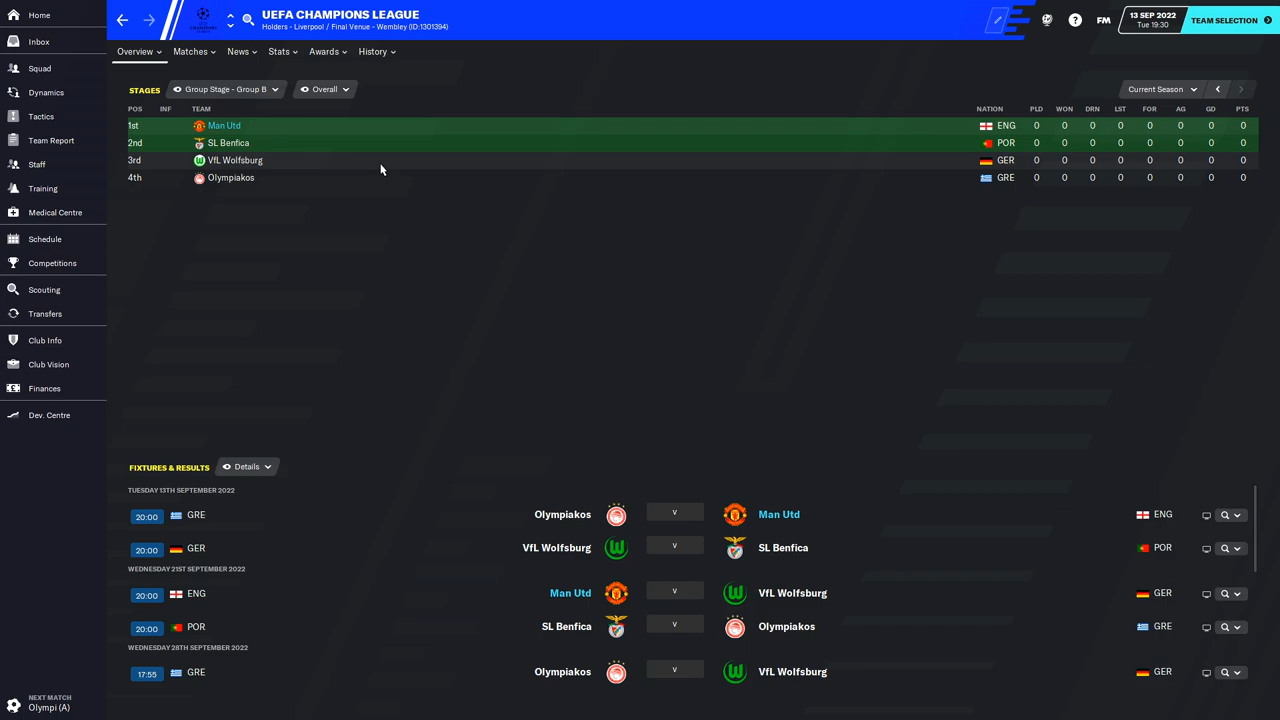 Home
Inbox
Squad
Dynamics
Tactics
Team Report
Staff
Training
Medical Centre
Schedule
Competitions
Scouting
Transfers
Club Info
Club Vision
Finances
Dev. Centre
NEXT MATCH
Olympi (A)
UEFA CHAMPIONS LEAGUE
Holders - Liverpool / Final Venue - Wembley (ID:1301394)
? FM 13 SEP 2022 TEAM SELECTION
Tue 19:30
Overview Matches News Stats Awards History
STAGES Group Stage - Group B Overall Current Season
POS INF TEAM NATION PLD WON DRN LST FOR AG GD PTS
1st Man Utd ENG 0 0 0 0 0 0 0 0
2nd SL Benfica POR 0 0 0 0 0 0 0 0
3rd VfL Wolfsburg GER 0 0 0 0 0 0 0 0
4th Olympiakos GRE 0 0 0 0 0 0 0 0
FIXTURES & RESULTS Details
TUESDAY 13TH SEPTEMBER 2022
20:00 GRE Olympiakos v Man Utd ENG
20:00 GER VfL Wolfsburg v SL Benfica POR
WEDNESDAY 21ST SEPTEMBER 2022
20:00 ENG Man Utd v VfL Wolfsburg GER
20:00 POR SL Benfica v Olympiakos GRE
WEDNESDAY 28TH SEPTEMBER 2022
17:55 GRE Olympiakos v VfL Wolfsburg GER